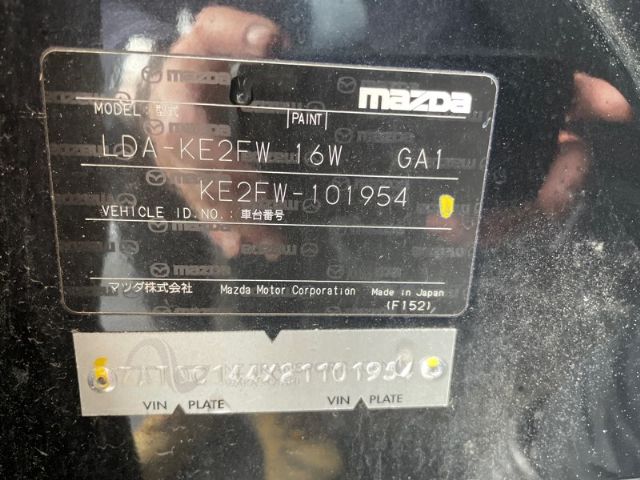 mazda
MODEL : 型式 PAINT
LDA-KE2FW 16W GA1
KE2FW-101954
VEHICLE ID.NO. : 車台番号
マツダ株式会社 Mazda Motor Corporation Made in Japan
(F152)
VIN PLATE VIN PLATE